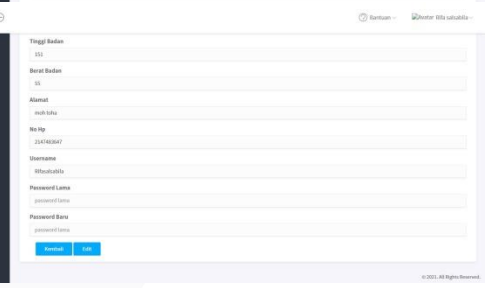 Bantuan
Avatar Rifa salsabila
Tinggi Badan
151
Berat Badan
55
Alamat
moh toha
No Hp
2147483647
Username
Rifasalsabila
Password Lama
password lama
Password Baru
password lama
Kembali Edit
© 2021. All Rights Reserved.